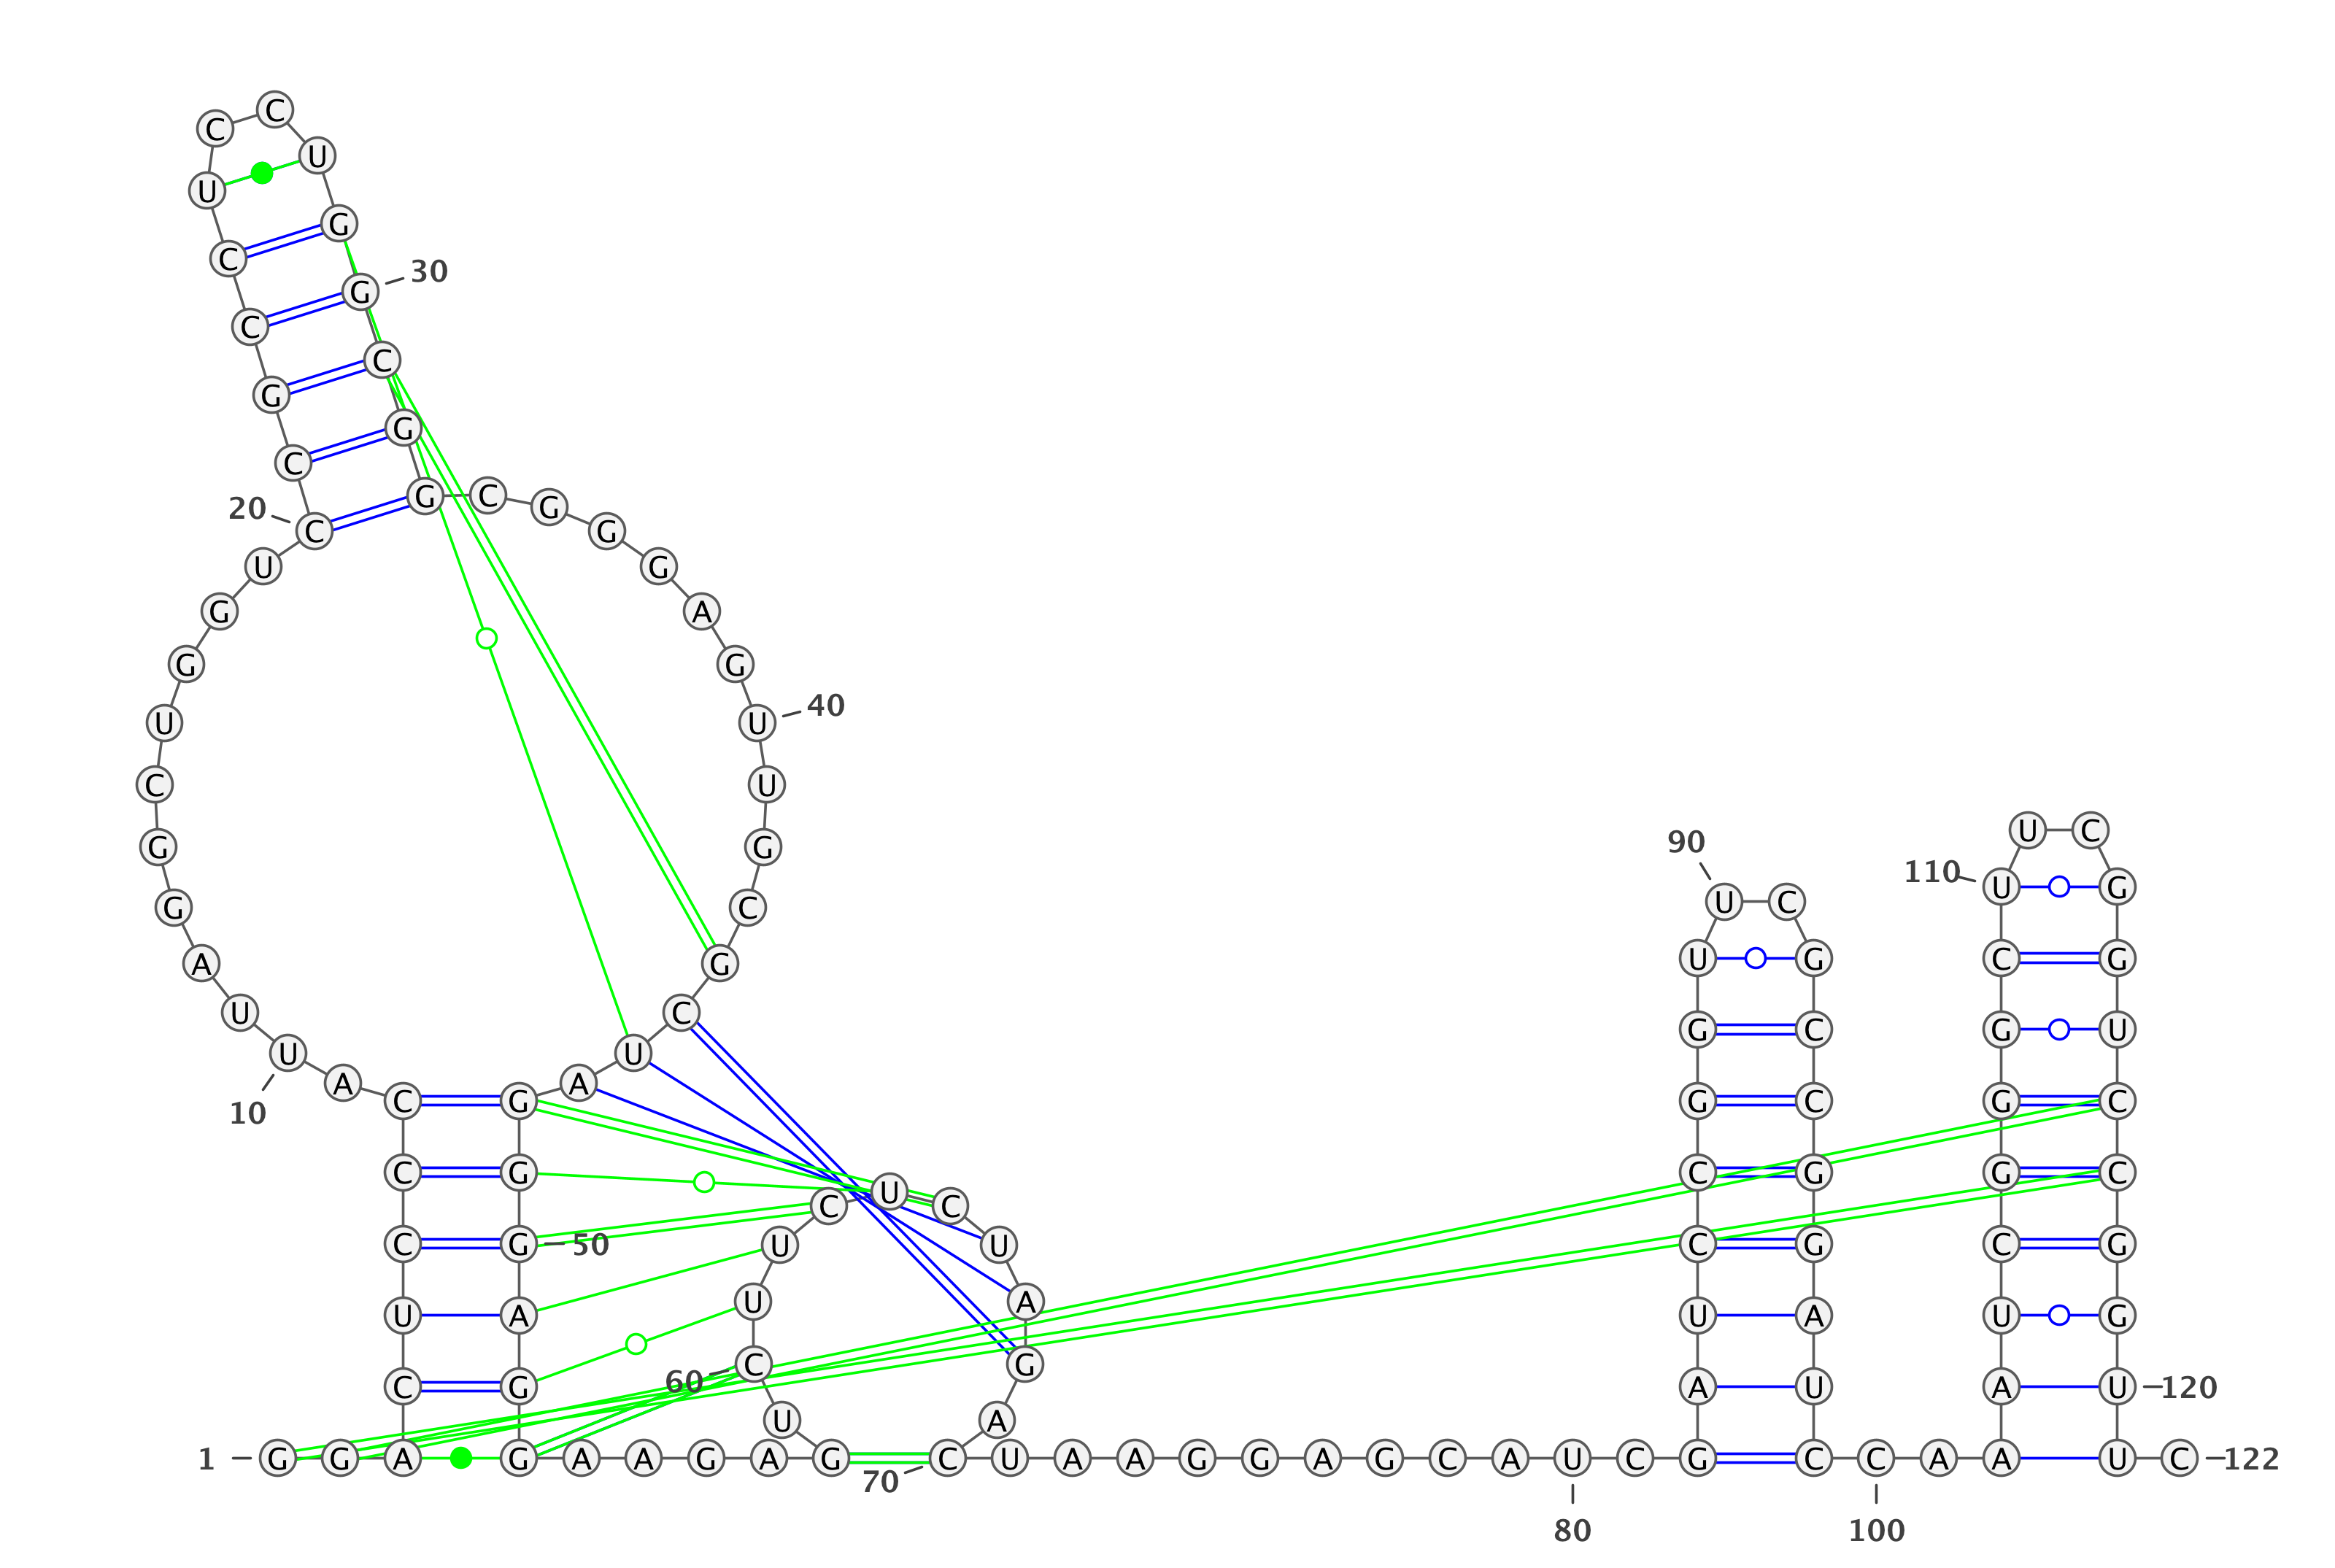 C
C
U
U
G
C
G 30
C
C
G
G
C
G C G
20 C G
U G
G A
G G
U U 40
C U
U C
90 G G
110 U G
U C
G C
A G U G C G
U C
G C G U
U U
A A
C G G C G C
10
C G C G G C
U
C C
C G 50 U U C G C G
U A
U A U A U G
C G
60
C G A U A U 120
U A
1 G G A G A A G A G C U A A G G A G C A U C G C C A A U C 122
70
80 100